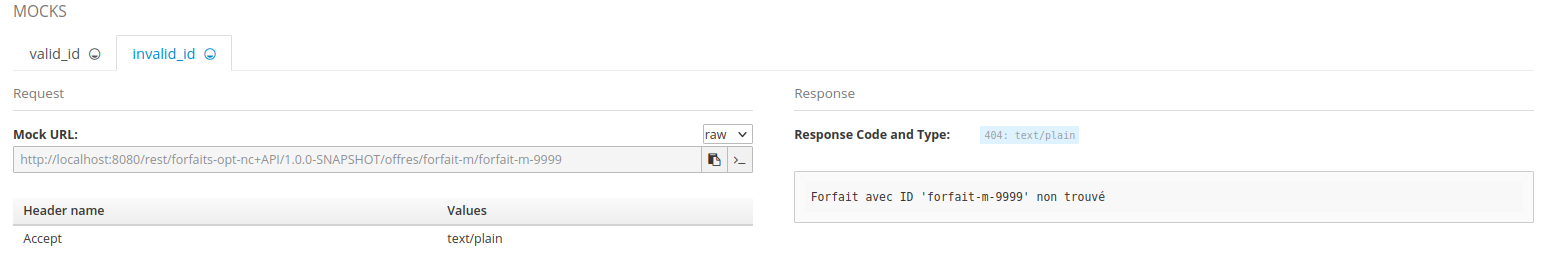 MOCKS
valid_id
invalid_id
Request
Mock URL:
raw
http://localhost:8080/rest/forfaits-opt-nc+API/1.0.0-SNAPSHOT/offres/forfait-m/forfait-m-9999
>_
Header name Values
Accept text/plain
Response
Response Code and Type: 404: text/plain
Forfait avec ID 'forfait-m-9999' non trouvé